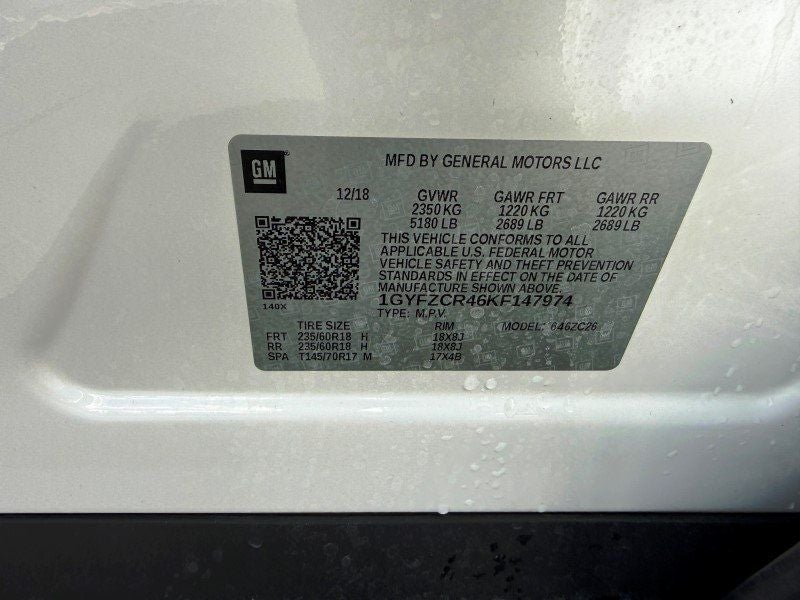 GM
MFD BY GENERAL MOTORS LLC
12/18 GVWR GAWR FRT GAWR RR
2350 KG 1220 KG 1220 KG
5180 LB 2689 LB 2689 LB
THIS VEHICLE CONFORMS TO ALL
APPLICABLE U.S. FEDERAL MOTOR
VEHICLE SAFETY AND THEFT PREVENTION
STANDARDS IN EFFECT ON THE DATE OF
MANUFACTURE SHOWN ABOVE.
140X 1GYFZCR46KF147974
TYPE: M.P.V.
TIRE SIZE RIM MODEL: 646ZC26
FRT 235/60R18 H 18X8J
RR 235/60R18 H 18X8J
SPA T145/70R17 M 17X4B